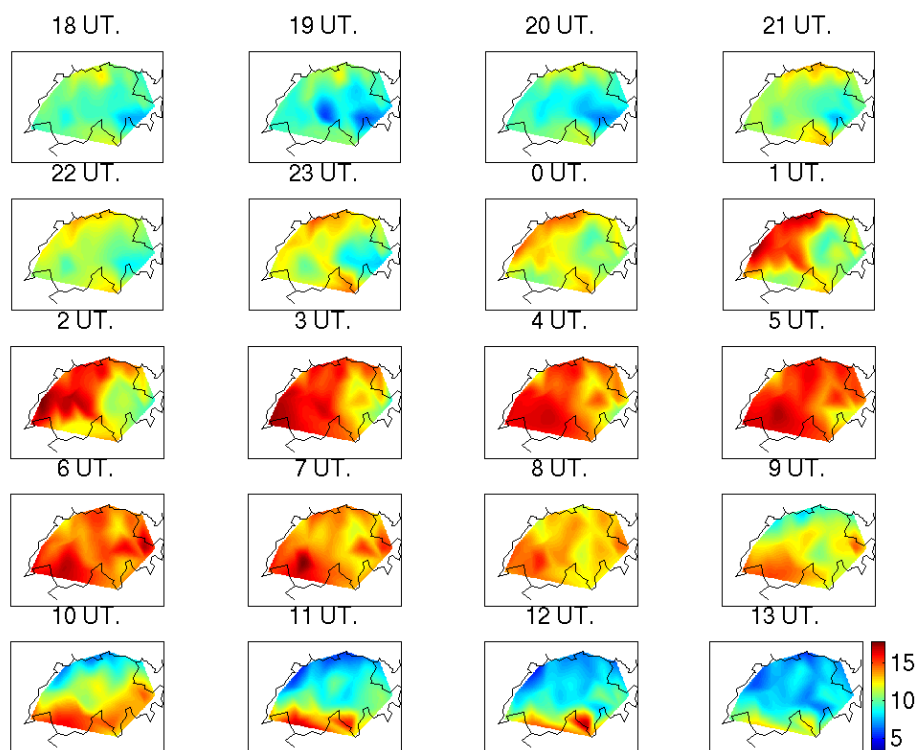 18 UT. 19 UT. 20 UT. 21 UT.
22 UT. 23 UT. 0 UT. 1 UT.
2 UT. 3 UT. 4 UT. 5 UT.
6 UT. 7 UT. 8 UT. 9 UT.
10 UT. 11 UT. 12 UT. 13 UT.
15
10
5